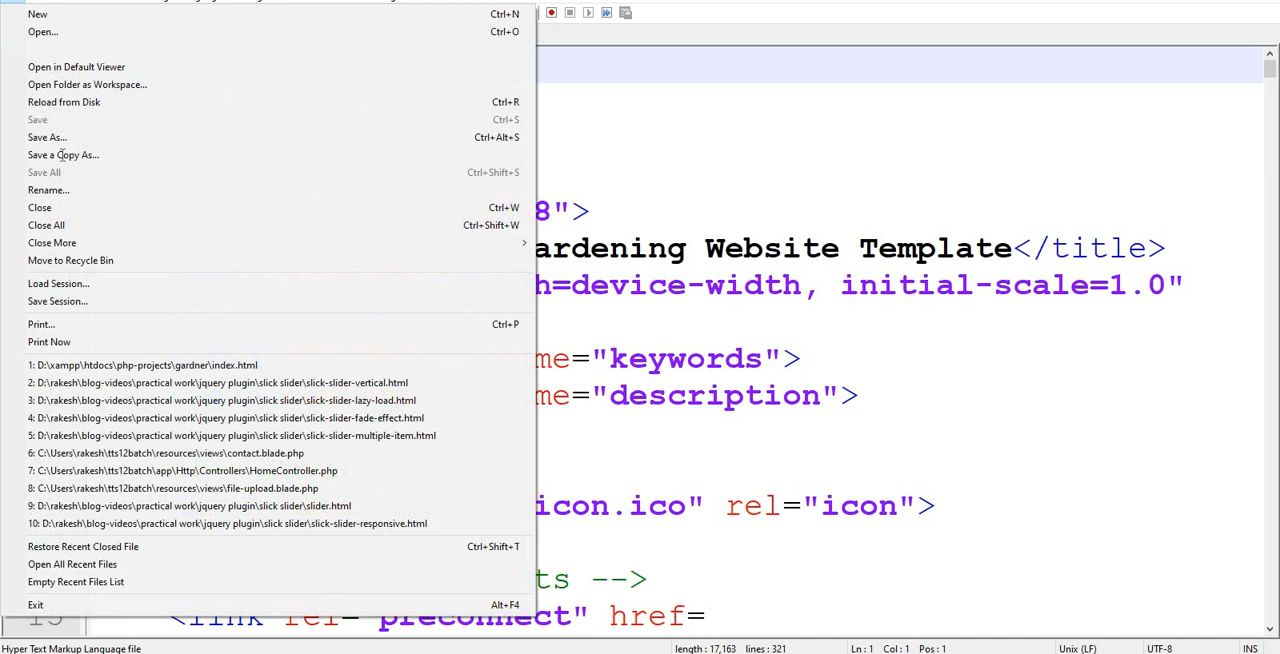 New Ctrl+N
Open... Ctrl+O
Open in Default Viewer
Open Folder as Workspace...
Reload from Disk Ctrl+R
Save Ctrl+S
Save As... Ctrl+Alt+S
Save a Copy As...
Save All Ctrl+Shift+S
Rename...
Close Ctrl+W
Close All Ctrl+Shift+W
Close More
Move to Recycle Bin
Load Session...
Save Session...
Print... Ctrl+P
Print Now
1: D:\xampp\htdocs\php-projects\gardner\index.html
2: D:\rakesh\blog-videos\practical work\jquery plugin\slick slider\slick-slider-vertical.html
3: D:\rakesh\blog-videos\practical work\jquery plugin\slick slider\slick-slider-lazy-load.html
4: D:\rakesh\blog-videos\practical work\jquery plugin\slick slider\slick-slider-fade-effect.html
5: D:\rakesh\blog-videos\practical work\jquery plugin\slick slider\slick-slider-multiple-item.html
6: C:\Users\rakesh\tts12batch\resources\views\contact.blade.php
7: C:\Users\rakesh\tts12batch\app\Http\Controllers\HomeController.php
8: C:\Users\rakesh\tts12batch\resources\views\file-upload.blade.php
9: D:\rakesh\blog-videos\practical work\jquery plugin\slick slider\slider.html
10: D:\rakesh\blog-videos\practical work\jquery plugin\slick slider\slick-slider-responsive.html
Restore Recent Closed File Ctrl+Shift+T
Open All Recent Files
Empty Recent Files List
Exit Alt+F4
8">
ardening Website Template</title>
h=device-width, initial-scale=1.0"
me="keywords">
me="description">
icon.ico" rel="icon">
ts -->
15 <link rel="preconnect" href=
Hyper Text Markup Language file length : 17,163 lines : 321 Ln : 1 Col : 1 Pos : 1 Unix (LF) UTF-8 INS